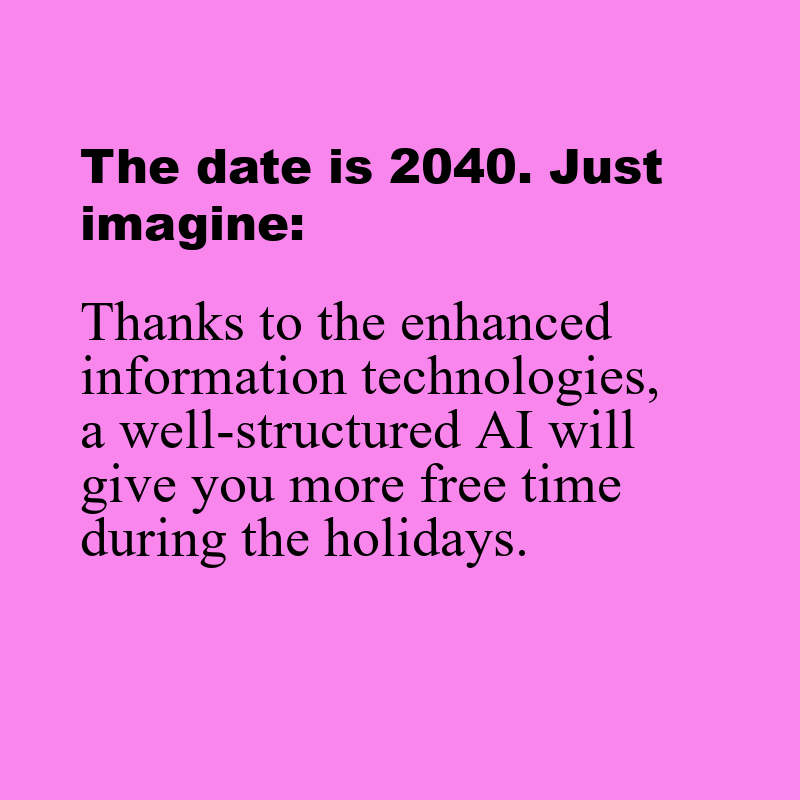 The date is 2040. Just
imagine:
Thanks to the enhanced
information technologies,
a well-structured AI will
give you more free time
during the holidays.